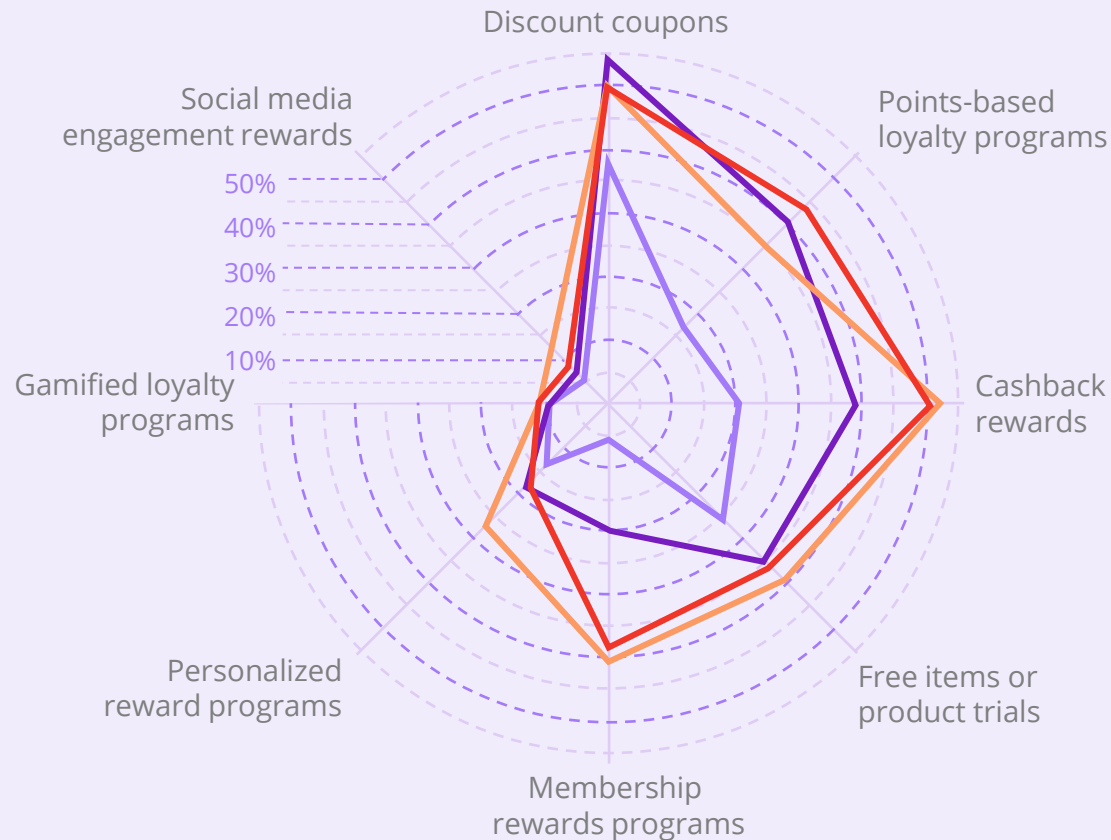 Discount coupons
Social media
engagement rewards
Points-based
loyalty programs
50%
40%
30%
20%
10%
Gamified loyalty
programs
Cashback
rewards
Personalized
reward programs
Free items or
product trials
Membership
rewards programs